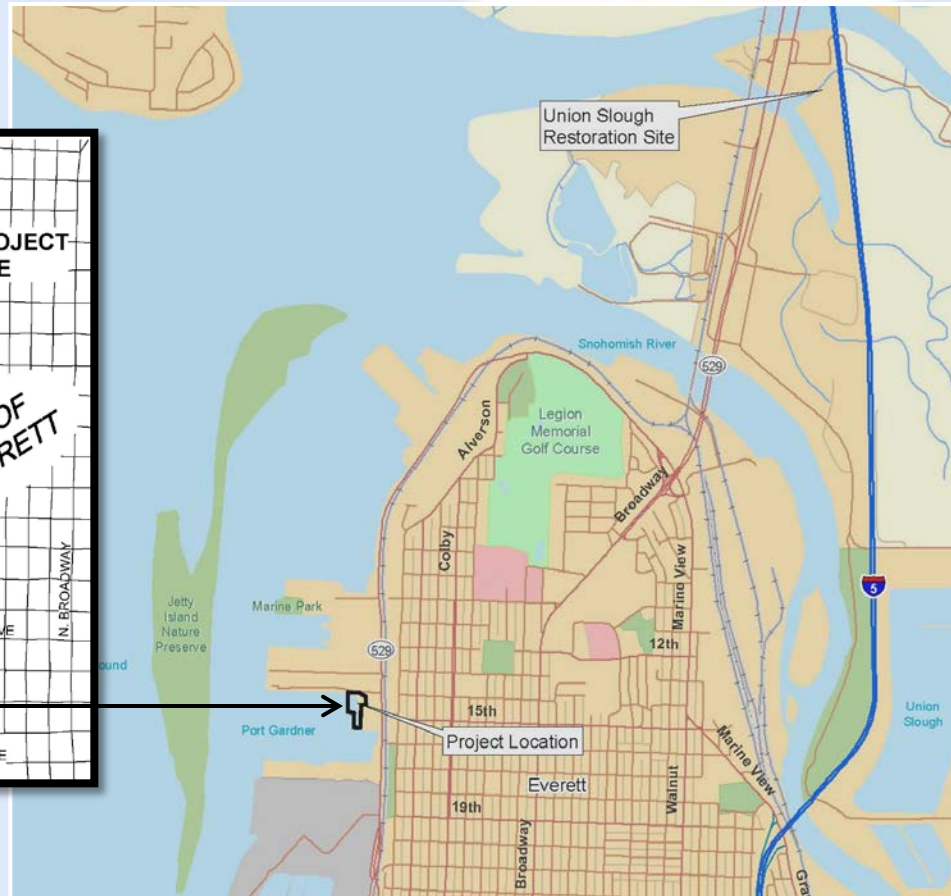 OJECT
E
OF
RETT
N. BROADWAY
VE
E
Union Slough
Restoration Site
Snohomish River
529
Legion
Memorial
Golf Course
Alverson
Broadway
Colby
Marino View
5
Jetty
Island
Nature
Preserve
Marine Park
ound
529
12th
15th
Port Gardner
Project Location
Union
Slough
Marine View
Everett
Walnut
19th
Broadway
Gra